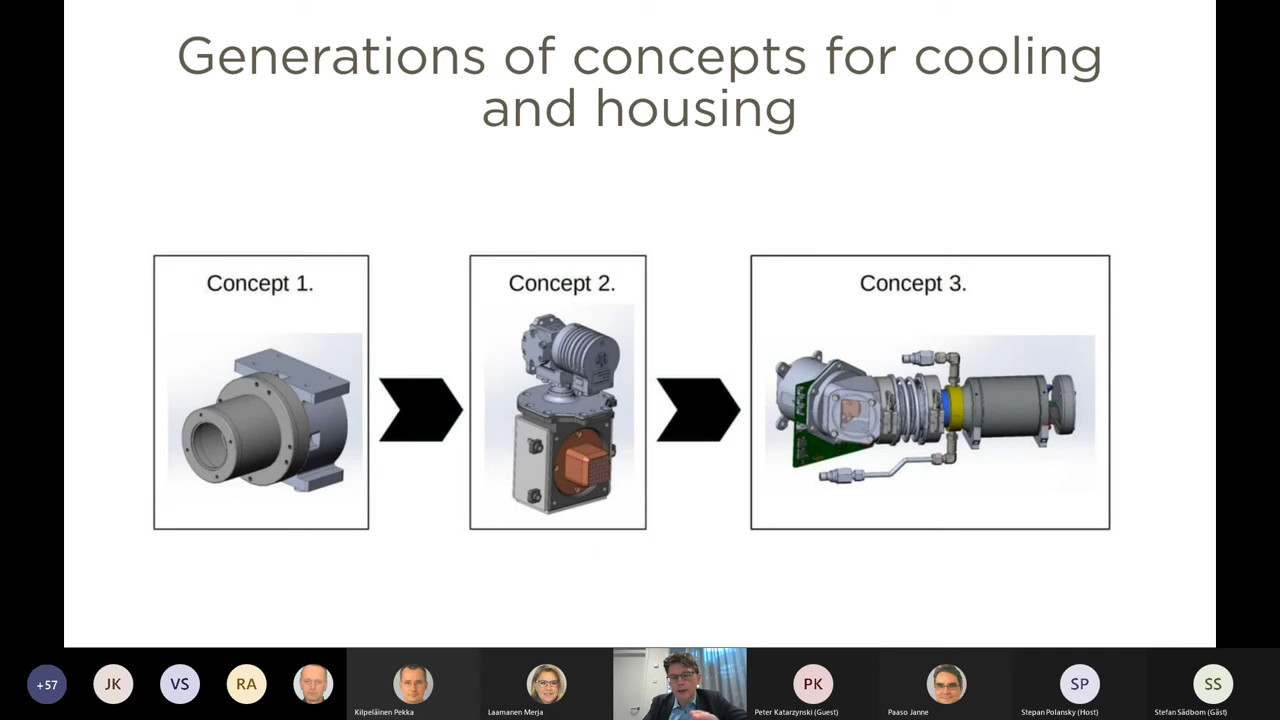 Generations of concepts for cooling
and housing
Concept 1.
Concept 2.
Concept 3.
+57
JK
VS
RA
Kilpeläinen Pekka
Laamanen Merja
PK
Peter Katarzynski (Guest)
Paaso Janne
SP
Stepan Polansky (Host)
SS
Stefan Sädbom (Gäst)